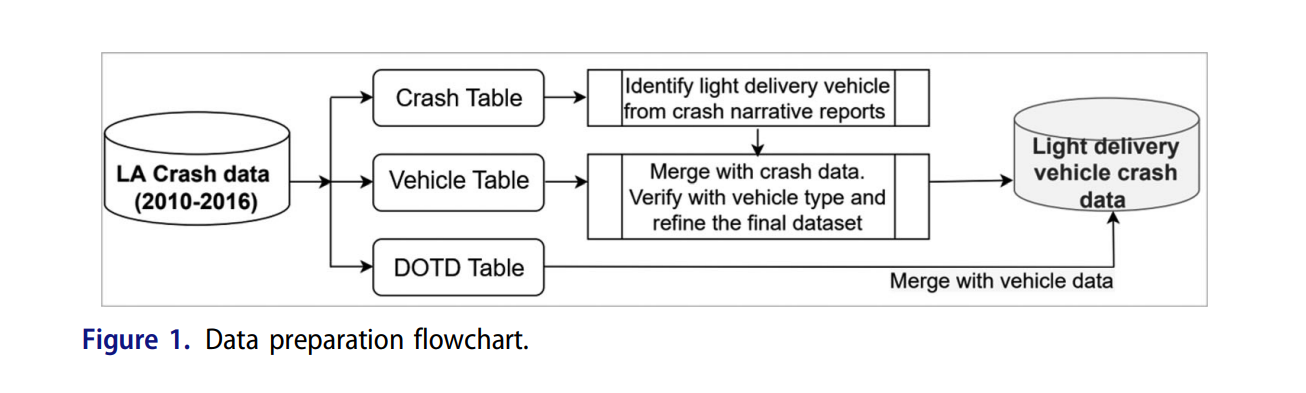 LA Crash data
(2010-2016)
Crash Table
Identify light delivery vehicle
from crash narrative reports
Vehicle Table
Merge with crash data.
Verify with vehicle type and
refine the final dataset
DOTD Table
Merge with vehicle data
Light delivery
vehicle crash
data
Figure 1. Data preparation flowchart.